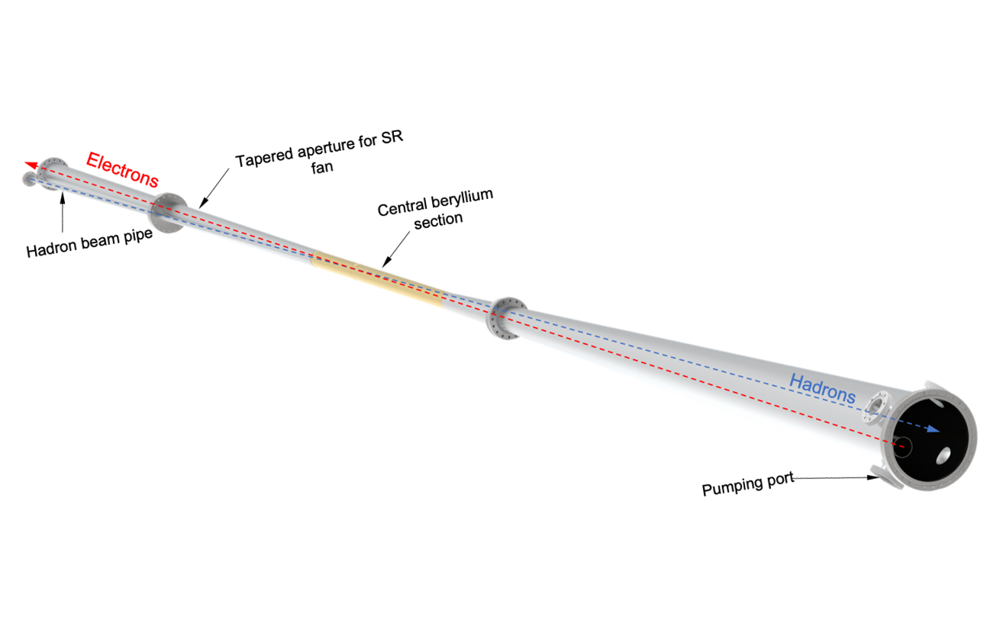 Electrons
Tapered aperture for SR
fan
Central beryllium
section
Hadron beam pipe
Hadrons
Pumping port